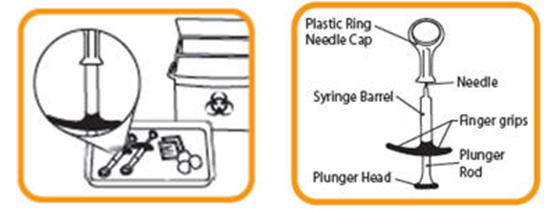 Plastic Ring
Needle Cap
Needle
Syringe Barrel
Finger grips
Plunger
Rod
Plunger Head